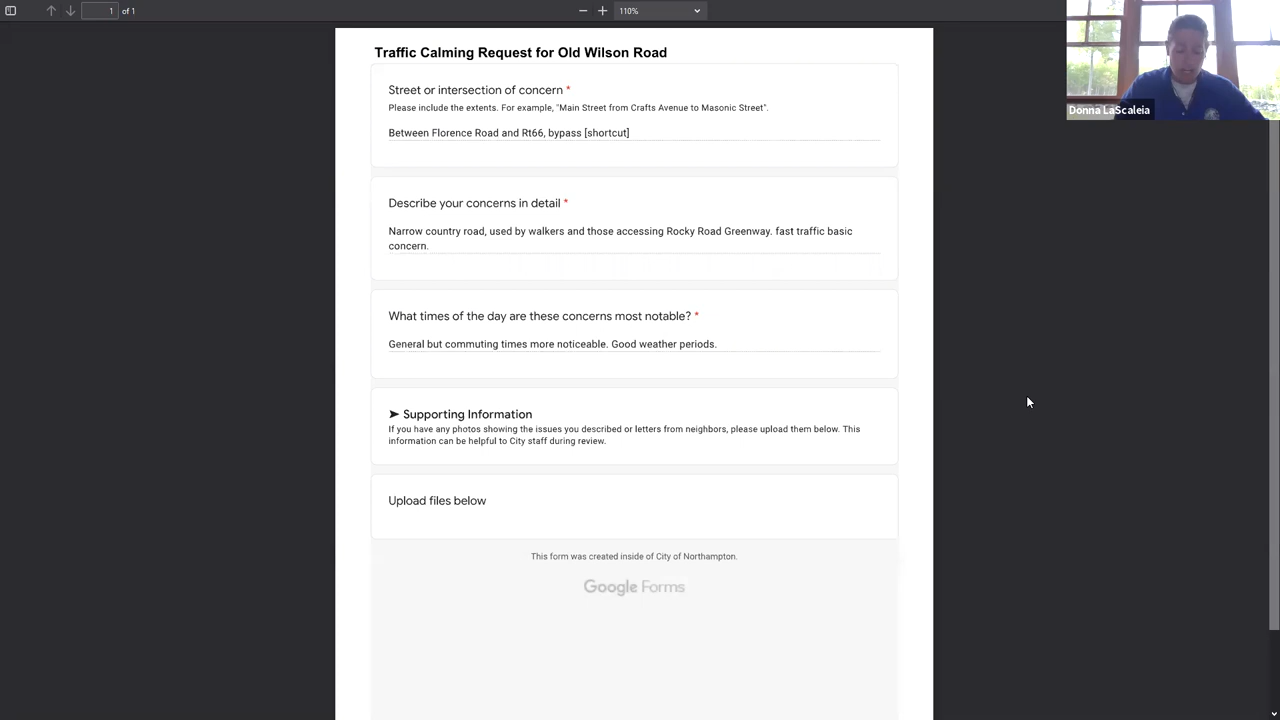 1
of 1
110%
Donna LaScaleia
Traffic Calming Request for Old Wilson Road
Street or intersection of concern *
Please include the extents. For example, "Main Street from Crafts Avenue to Masonic Street".
Between Florence Road and Rt66, bypass [shortcut]
Describe your concerns in detail *
Narrow country road, used by walkers and those accessing Rocky Road Greenway. fast traffic basic
concern.
What times of the day are these concerns most notable? *
General but commuting times more noticeable. Good weather periods.
➤ Supporting Information
If you have any photos showing the issues you described or letters from neighbors, please upload them below. This
information can be helpful to City staff during review.
Upload files below
This form was created inside of City of Northampton.
Google Forms